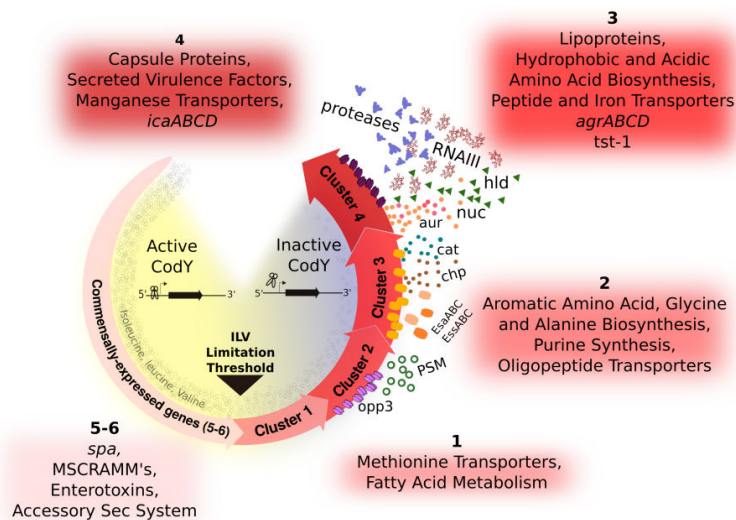 4
Capsule Proteins,
Secreted Virulence Factors,
Manganese Transporters,
icaABCD
3
Lipoproteins,
Hydrophobic and Acidic
Amino Acid Biosynthesis,
Peptide and Iron Transporters
agrABCD
tst-1
proteases
RNAIII
hld
nuc
aur
cat
chp
EsaABC
EssABC
PSM
opp3
Cluster 4
Cluster 3
Cluster 2
Cluster 1
Commensally-expressed genes (5-6)
Isoleucine, leucine, Valine
Active
CodY
5'
3'
Inactive
CodY
5'
3'
ILV
Limitation
Threshold
2
Aromatic Amino Acid, Glycine
and Alanine Biosynthesis,
Purine Synthesis,
Oligopeptide Transporters
1
Methionine Transporters,
Fatty Acid Metabolism
5-6
spa,
MSCRAMM's,
Enterotoxins,
Accessory Sec System